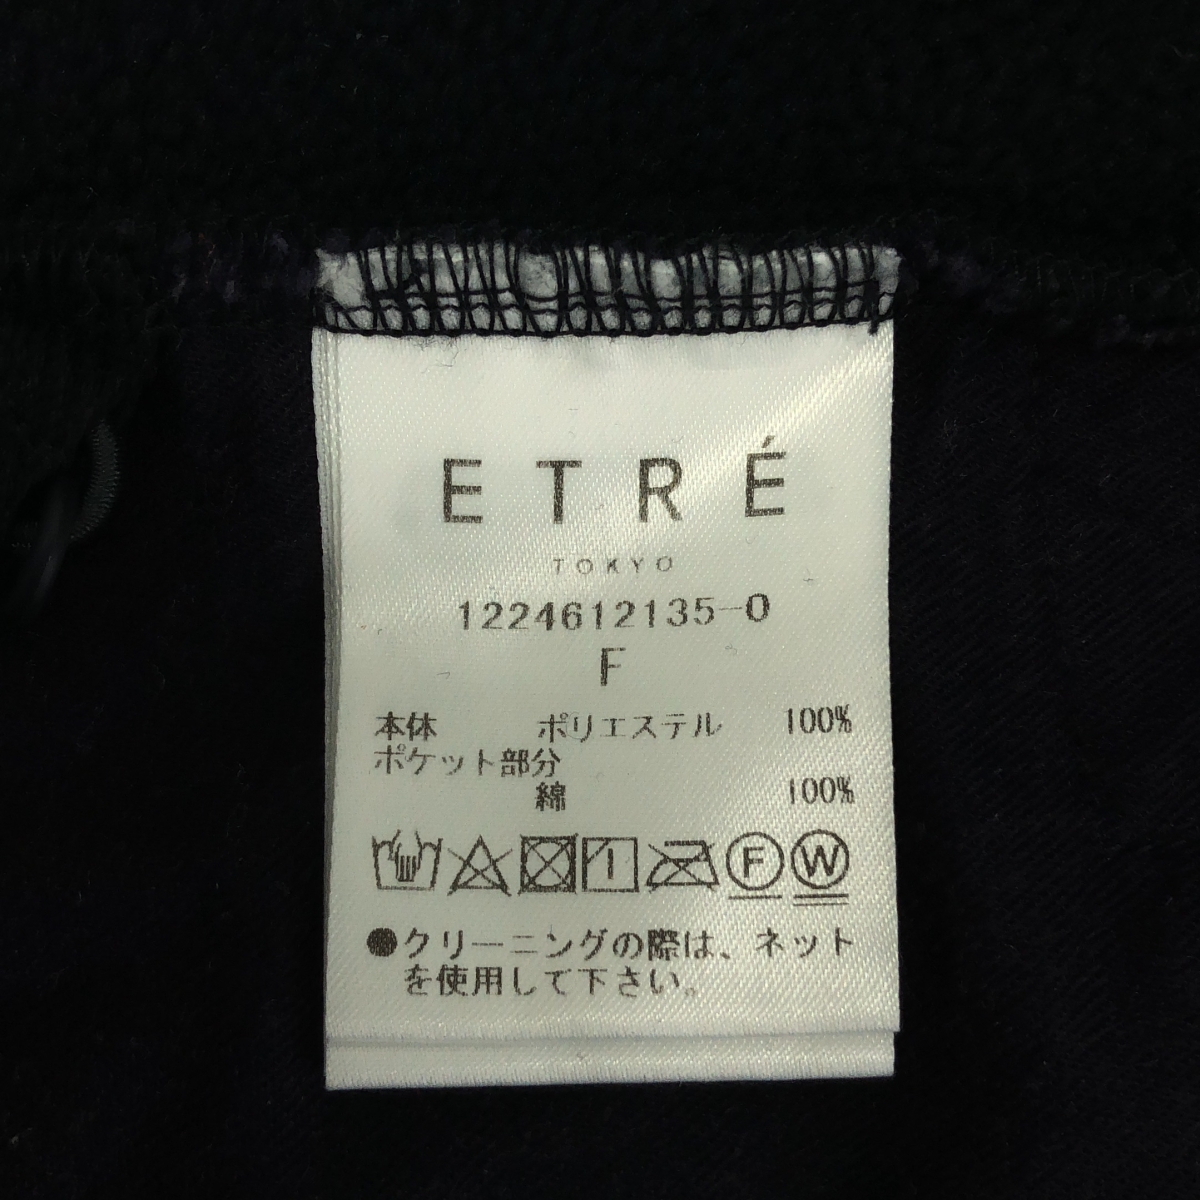 ETRÉ
TOKYO
1224612135-0
F
本体 ポリエステル 100%
ポケット部分
綿 100%
F W
●クリーニングの際は、ネット
を使用して下さい。